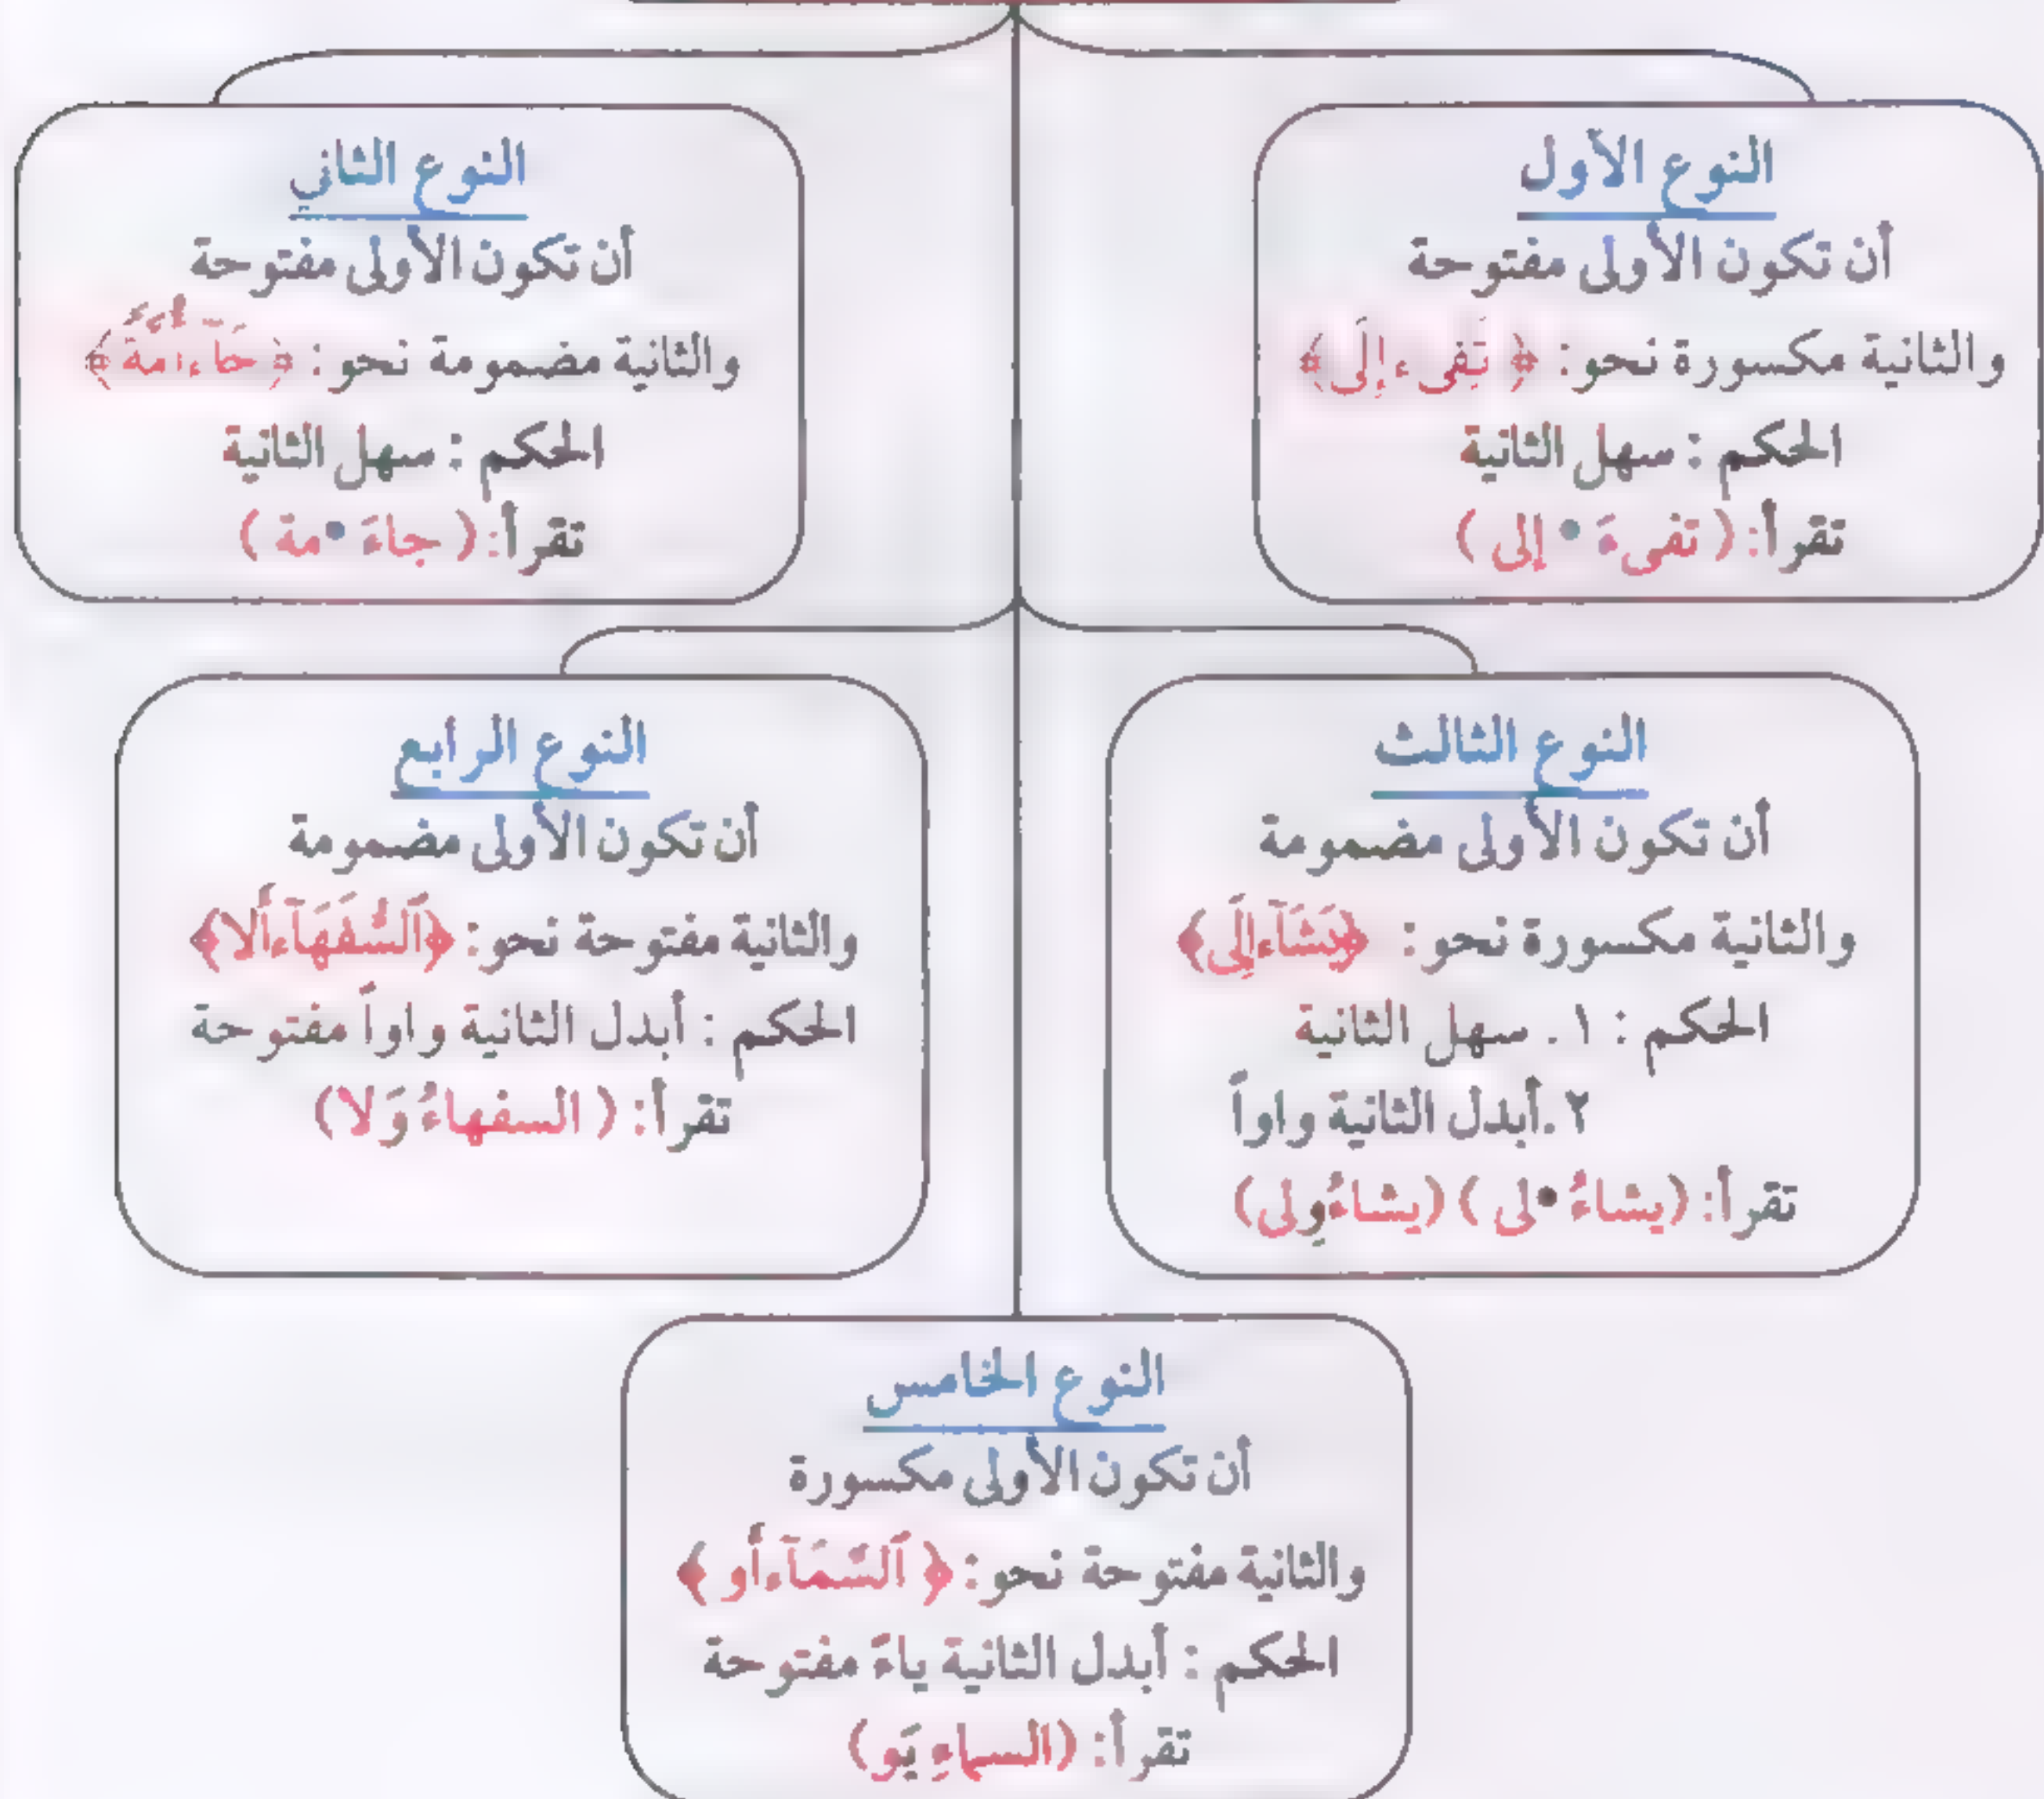 النوع الأول
أن تكون الأولى مفتوحة
والثانية مكسورة نحو: ﴿ تَفِىءَ إِلَى ﴾
الحكم : سهل الثانية
تقرأ: ( تفىءَ • إلى )
النوع الثاني
أن تكون الأولى مفتوحة
والثانية مضمومة نحو: ﴿ جَآءَ أُمَّةً ﴾
الحكم : سهل الثانية
تقرأ: ( جاءَ •مة )
النوع الثالث
أن تكون الأولى مضمومة
والثانية مكسورة نحو: ﴿يَشَآءُ إِلَى﴾
الحكم : ١. سهل الثانية
٢.أبدل الثانية واواً
تقرأ: (يشاءُ •لى ) (يشاءُوِلى)
النوع الرابع
أن تكون الأولى مضمومة
والثانية مفتوحة نحو: ﴿ٱلسُّفَهَآءُ أَلَا﴾
الحكم : أبدل الثانية واواً مفتوحة
تقرأ: ( السفهاءُ وَلا)
النوع الخامس
أن تكون الأولى مكسورة
والثانية مفتوحة نحو: ﴿ ٱلسَّمَآءِ أَو ﴾
الحكم : أبدل الثانية ياءً مفتوحة
تقرأ: (السماءِ يَو)